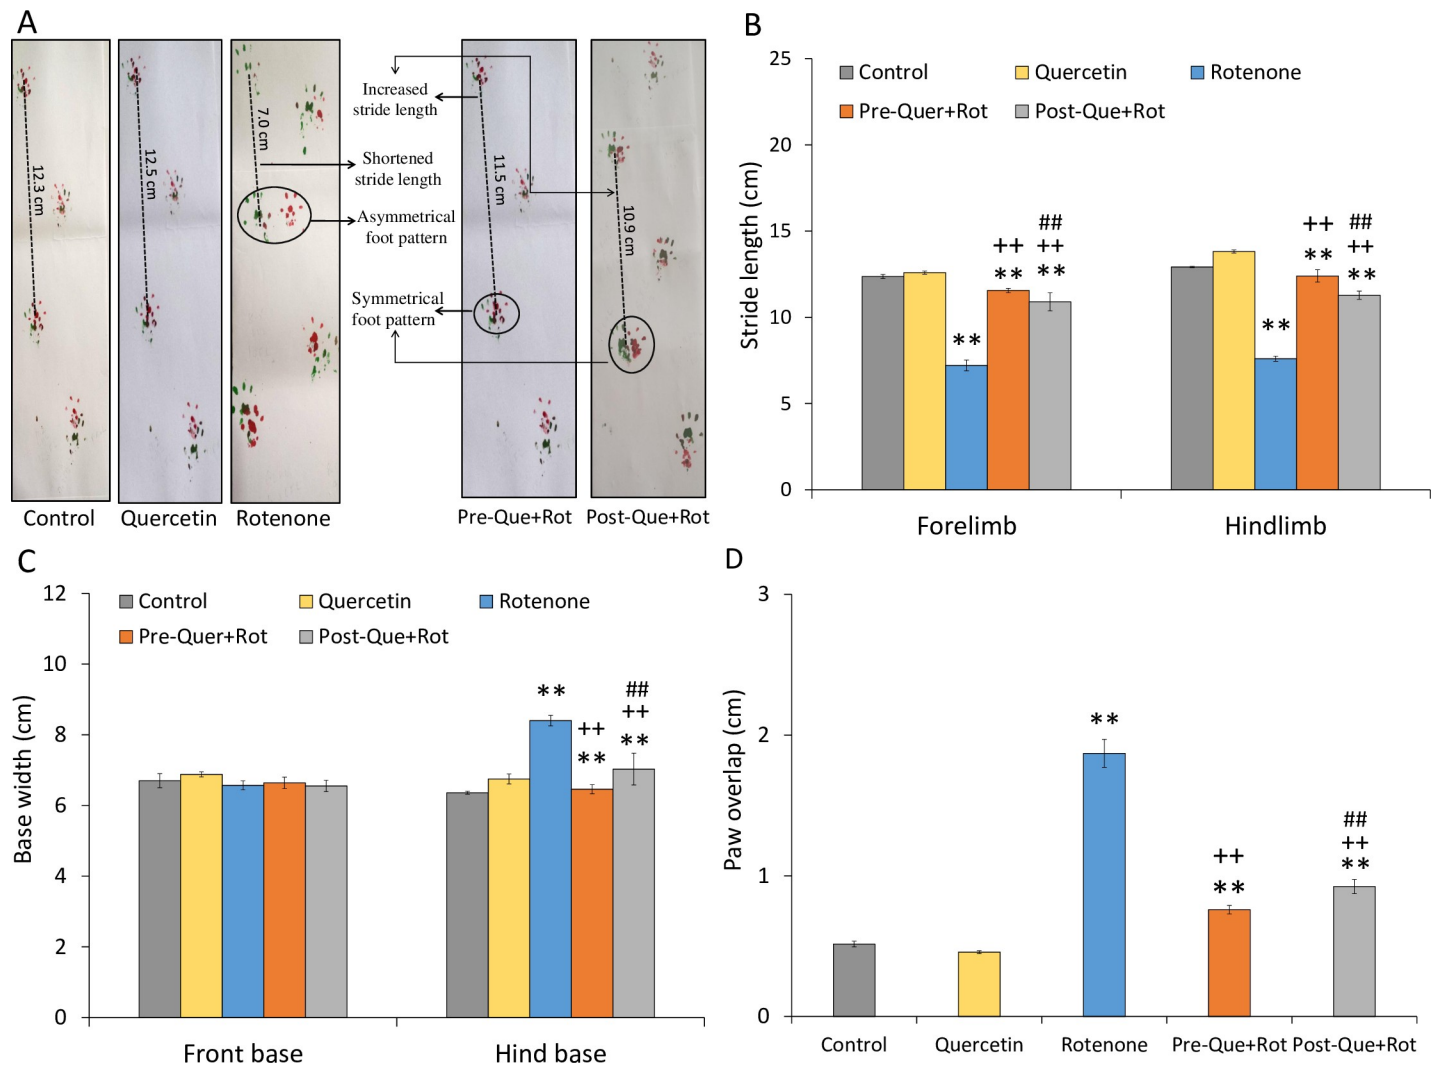 A
12.3 cm
12.5 cm
7.0 cm
11.5 cm
10.9 cm
Increased
stride length
Shortened
stride length
Asymmetrical
foot pattern
Symmetrical
foot pattern
Control
Quercetin
Rotenone
Pre-Que+Rot
Post-Que+Rot
B
Stride length (cm)
25
20
15
10
5
0
Control
Quercetin
Rotenone
Pre-Quer+Rot
Post-Que+Rot
**
++
**
##
++
**
**
++
**
##
++
**
Forelimb
Hindlimb
C
Base width (cm)
12
10
8
6
4
2
0
Control
Quercetin
Rotenone
Pre-Quer+Rot
Post-Que+Rot
**
++
**
##
++
**
Front base
Hind base
D
Paw overlap (cm)
3
2
1
0
**
++
**
##
++
**
Control
Quercetin
Rotenone
Pre-Que+Rot
Post-Que+Rot